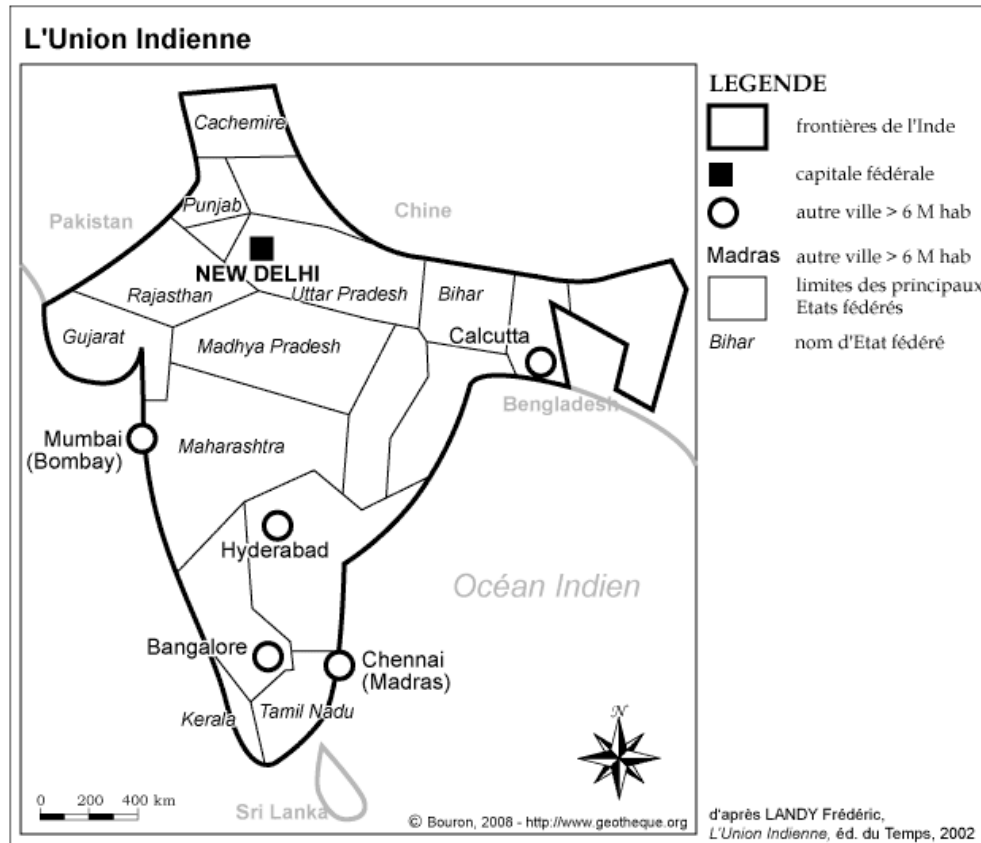 L'Union Indienne
LEGENDE
frontières de l'Inde
capitale fédérale
autre ville > 6 M hab
Madras autre ville > 6 M hab
limites des principaux
Etats fédérés
Bihar nom d'Etat fédéré
Cachemire
Punjab
Pakistan
Chine
NEW DELHI
Rajasthan
Uttar Pradesh
Bihar
Gujarat
Madhya Pradesh
Calcutta
Bengladesh
Mumbai
(Bombay)
Maharashtra
Hyderabad
Océan Indien
Bangalore
Chennai
(Madras)
Kerala
Tamil Nadu
N
0 200 400 km
Sri Lanka
© Bouron, 2008 - http://www.geotheque.org
d'après LANDY Frédéric,
L'Union Indienne, éd. du Temps, 2002